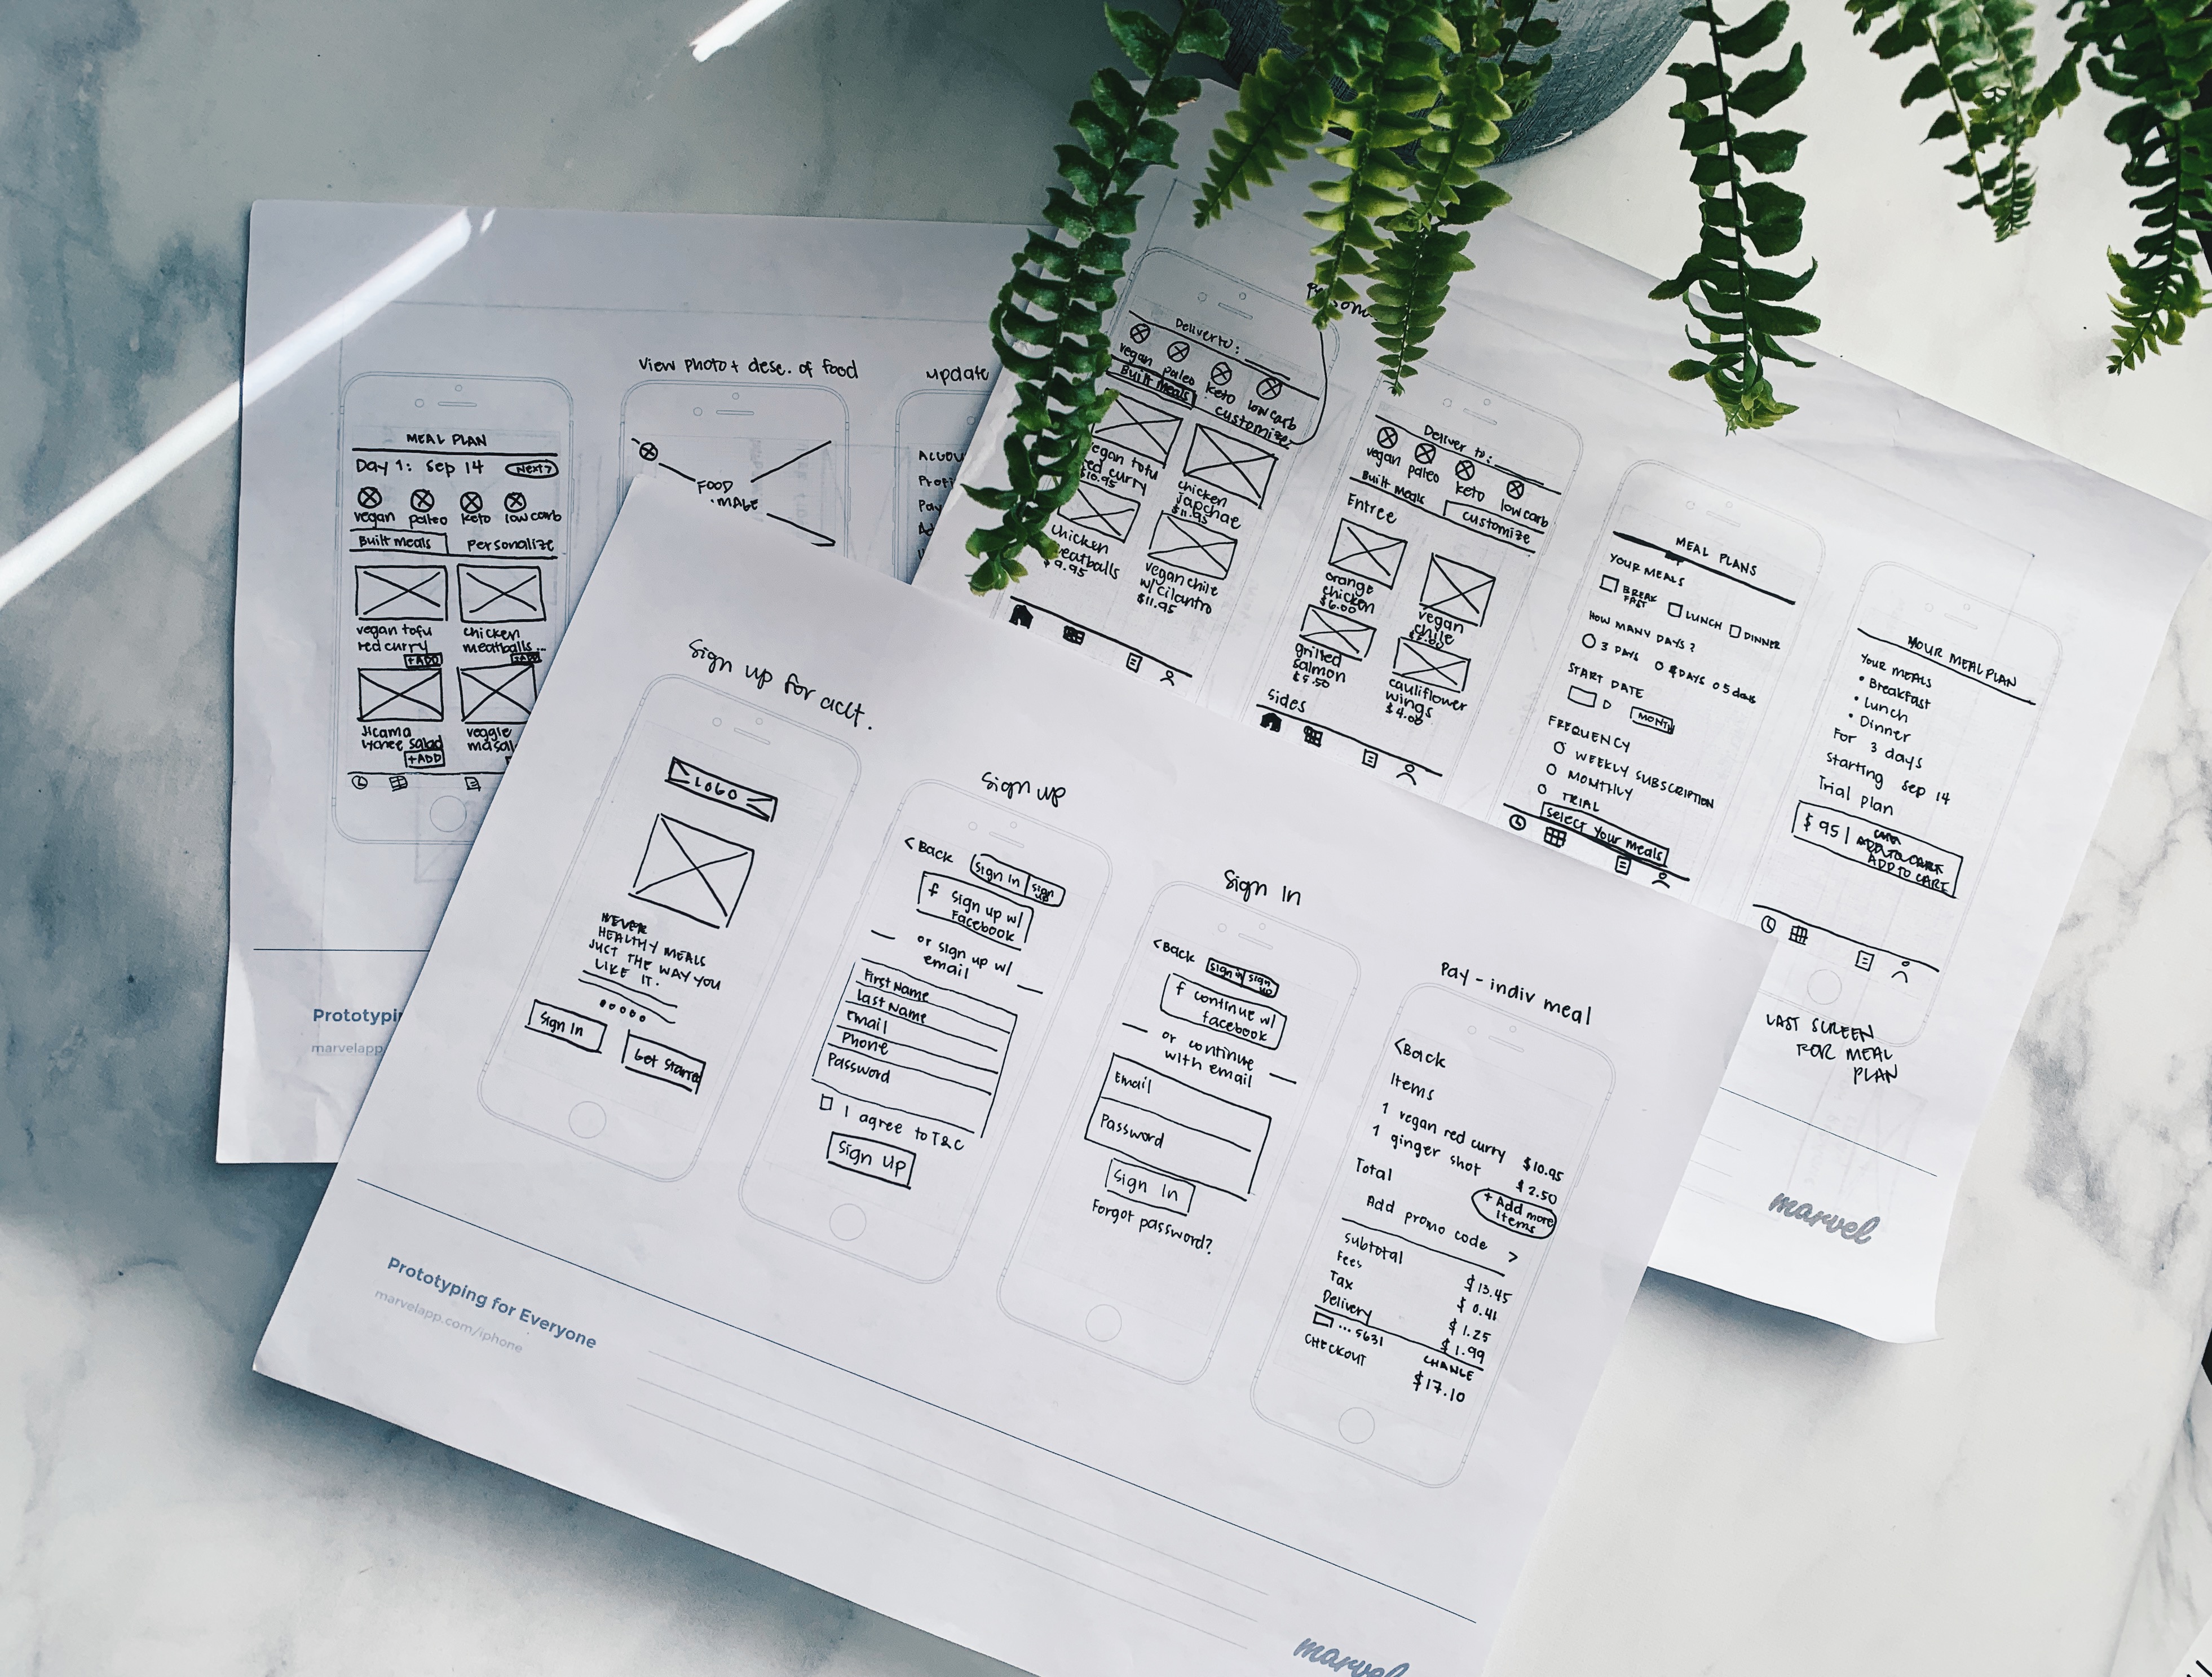 View photo + desc. of food
update
MEAL PLAN
Day 1: Sep 14
Next >
vegan
paleo
keto
low carb
Built meals
Personalize
vegan tofu
red curry
+ADD
chicken
meatballs...
+ADD
Jicama
Lychee salad
+ADD
veggie
masal
FOOD
Prototypin
marvelapp
Deliver to:
vegan
paleo
keto
low carb
Built Meals
customize
vegan tofu
red curry
$10.95
chicken
Japchae
$11.95
chicken
meatballs
$9.95
vegan chile
w/ cilantro
$11.95
Deliver to:
vegan
paleo
keto
low carb
Built meals
customize
Entree
orange
chicken
$6.00
vegan
chile
grilled
salmon
$5.50
cauliflower
wings
$4.00
Sides
MEAL PLANS
YOUR MEALS
BREAK
FAST
LUNCH
DINNER
HOW MANY DAYS?
3 DAYS
DAYS
5 days
START DATE
D
MONTH
FREQUENCY
WEEKLY SUBSCRIPTION
MONTHLY
TRIAL
Select your meals
YOUR MEAL PLAN
YOUR MEALS
• Breakfast
• Lunch
• Dinner
For 3 days
Starting Sep 14
Trial plan
$95 |
ADD TO CART
LAST SCREEN
FOR MEAL
PLAN
marvel
Sign up for acct.
LOGO
HEALTHY MEALS
JUST THE WAY YOU
LIKE IT.
Sign In
Get Started
Sign up
< Back
Sign in
Sign up
f Sign up w/
Facebook
or sign up w/
email
First Name
Last Name
Email
Phone
Password
I agree to T&C
Sign Up
Sign In
< Back
Sign in
Sign up
f continue w/
facebook
or continue
with email
Email
Password
Sign In
Forgot password?
Pay - indiv meal
< Back
Items
1 vegan red curry $10.95
1 ginger shot $2.50
Total
+ Add more
items
Add promo code >
Subtotal $13.45
Fees $0.41
Tax $1.25
Delivery $1.99
... 5631 CHANGE
CHECKOUT $17.10
Prototyping for Everyone
marvelapp.com/iphone
marvel